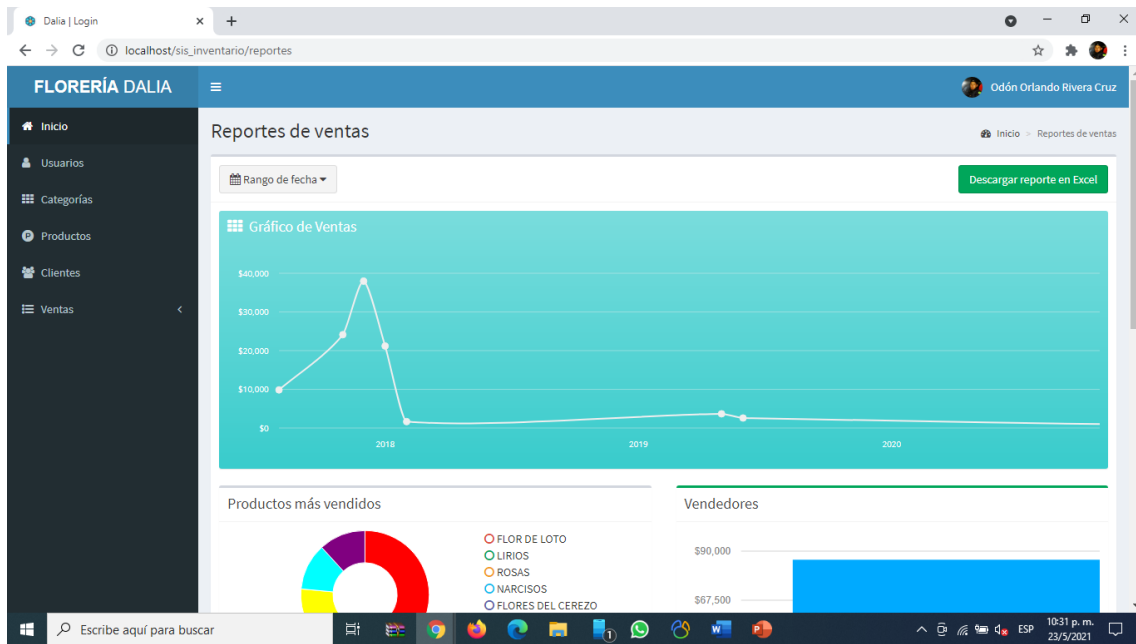 Dalia | Login
localhost/sis_inventario/reportes
FLORERÍA DALIA
Odón Orlando Rivera Cruz
Inicio
Usuarios
Categorías
Productos
Clientes
Ventas
Reportes de ventas
Inicio > Reportes de ventas
Rango de fecha
Descargar reporte en Excel
Gráfico de Ventas
$40,000
$30,000
$20,000
$10,000
$0
2018 2019 2020
Productos más vendidos
FLOR DE LOTO
LIRIOS
ROSAS
NARCISOS
FLORES DEL CEREZO
Vendedores
$90,000
$67,500
Escribe aquí para buscar
1
ESP
10:31 p. m.
23/5/2021